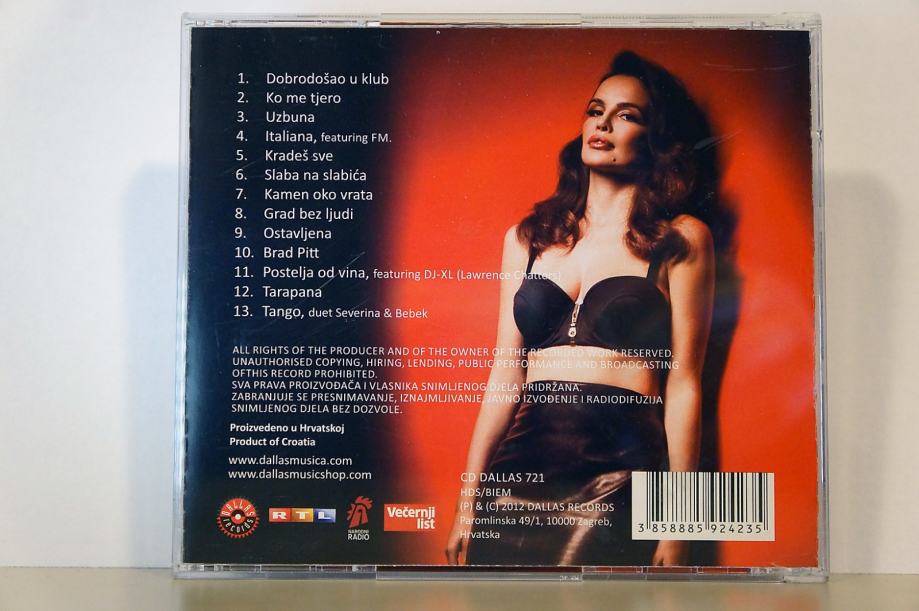 1. Dobrodošao u klub
2. Ko me tjero
3. Uzbuna
4. Italiana, featuring FM.
5. Kradeš sve
6. Slaba na slabića
7. Kamen oko vrata
8. Grad bez ljudi
9. Ostavljena
10. Brad Pitt
11. Postelja od vina, featuring DJ-XL (Lawrence Chatters)
12. Tarapana
13. Tango, duet Severina & Bebek
ALL RIGHTS OF THE PRODUCER AND OF THE OWNER OF THE RECORDED WORK RESERVED.
UNAUTHORISED COPYING, HIRING, LENDING, PUBLIC PERFORMANCE AND BROADCASTING
OFTHIS RECORD PROHIBITED.
SVA PRAVA PROIZVOĐAČA I VLASNIKA SNIMLJENOG DJELA PRIDRŽANA.
ZABRANJUJE SE PRESNIMAVANJE, IZNAJMLJIVANJE, JAVNO IZVOĐENJE I RADIODIFUZIJA
SNIMLJENOG DJELA BEZ DOZVOLE.
Proizvedeno u Hrvatskoj
Product of Croatia
www.dallasmusica.com
www.dallasmusicshop.com
DALLAS
records
RTL
NARODNI
RADIO
Večernji
list
CD DALLAS 721
HDS/BIEM
(P) & (C) 2012 DALLAS RECORDS
Paromlinska 49/1, 10000 Zagreb,
Hrvatska
3 858885 924235